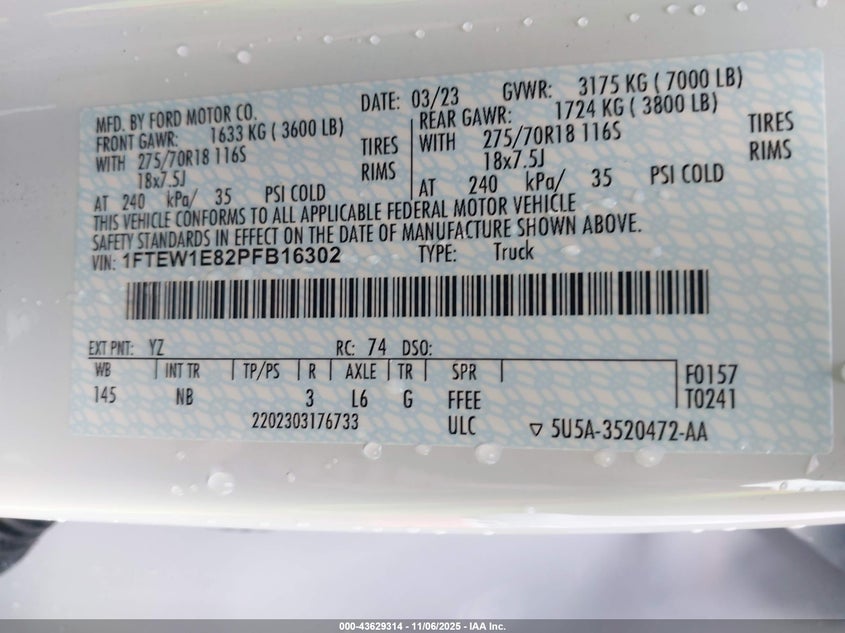 MFD. BY FORD MOTOR CO.
DATE: 03/23 GVWR: 3175 KG ( 7000 LB)
FRONT GAWR: 1633 KG ( 3600 LB)
WITH 275/70R18 116S TIRES
18x7.5J RIMS
AT 240 kPa/ 35 PSI COLD
REAR GAWR: 1724 KG ( 3800 LB)
WITH 275/70R18 116S TIRES
18x7.5J RIMS
AT 240 kPa/ 35 PSI COLD
THIS VEHICLE CONFORMS TO ALL APPLICABLE FEDERAL MOTOR VEHICLE
SAFETY STANDARDS IN EFFECT ON THE DATE OF MANUFACTURE SHOWN ABOVE.
VIN: 1FTEW1E82PFB16302 TYPE: Truck
EXT PNT: YZ RC: 74 DSO:
WB INT TR TP/PS R AXLE TR SPR F0157
145 NB 3 L6 G FFEE T0241
2202303176733 ULC ▽ 5U5A-3520472-AA
000-43629314 - 11/06/2025 - IAA Inc.